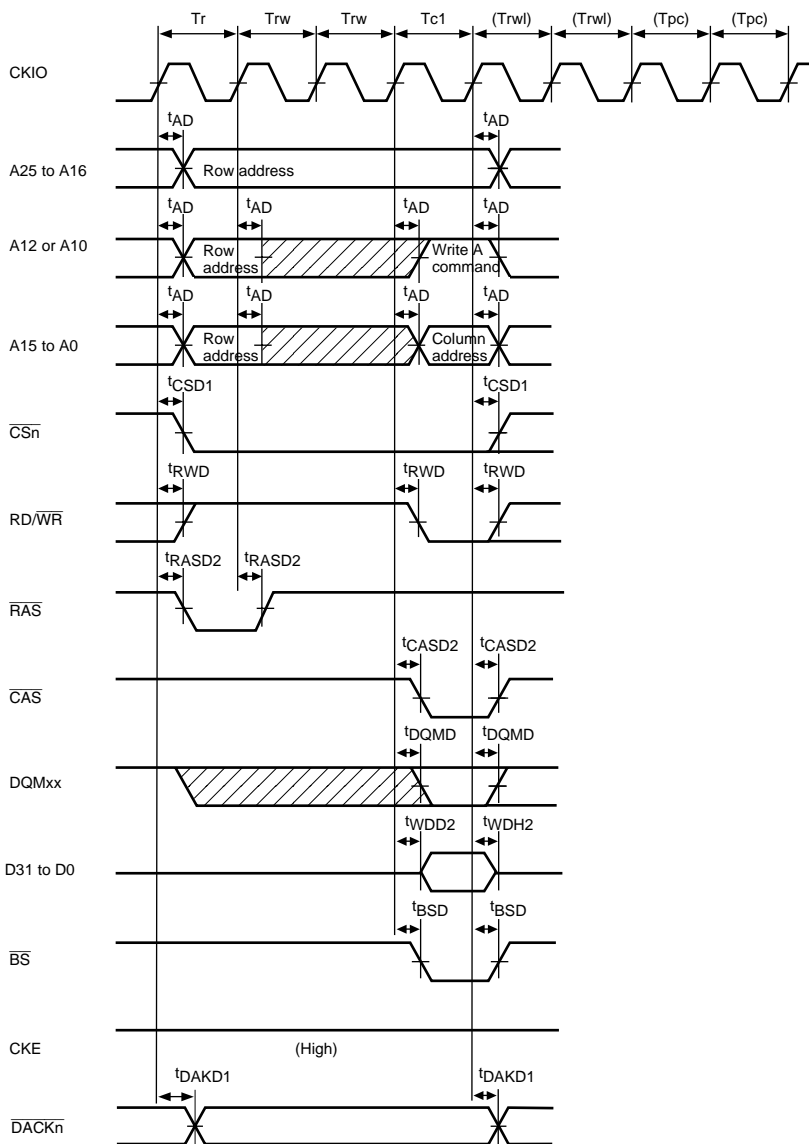 Tr Trw Trw Tc1 (Trwl) (Trwl) (Tpc) (Tpc)
CKIO
tAD tAD
A25 to A16 Row address
tAD tAD tAD tAD
A12 or A10 Row address Write A command
tAD tAD tAD tAD
A15 to A0 Row address Column address
tCSD1 tCSD1
CSn
tRWD tRWD tRWD
RD/WR
tRASD2 tRASD2
RAS
tCASD2 tCASD2
CAS
tDQMD tDQMD
DQMxx
tWDD2 tWDH2
D31 to D0
tBSD tBSD
BS
CKE (High)
tDAKD1 tDAKD1
DACKn